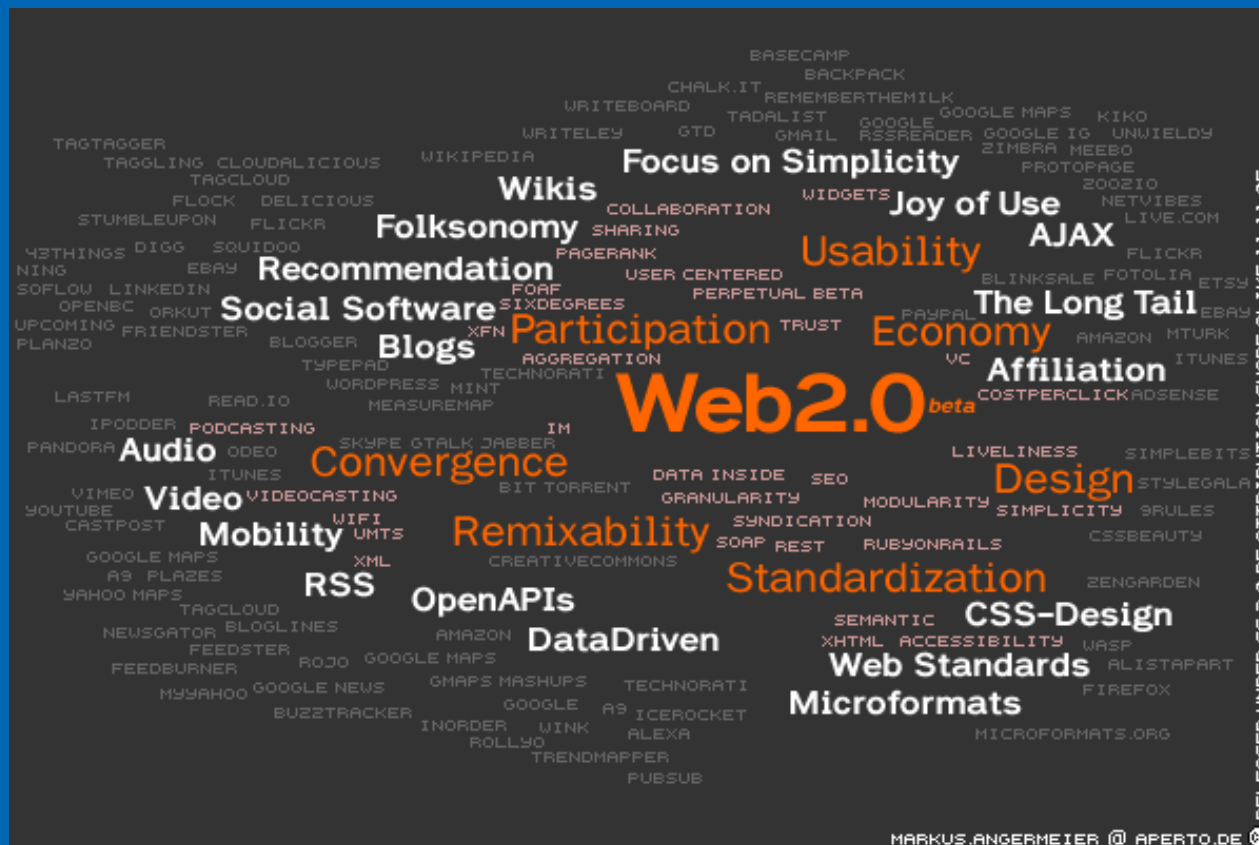 BASECAMP
BACKPACK
CHALK.IT
REMEMBERTHEMILK
WRITEBOARD
TADALIST GOOGLE GOOGLE MAPS KIKO
WRITELEY GTD GMAIL RSSREADER GOOGLE IG UNWIELDY
TAGTAGGER
ZIMBRA MEEBO
TAGGLING CLOUDALICIOUS WIKIPEDIA Focus on Simplicity PROTOPAGE
TAGCLOUD Wikis ZOOZIO
FLOCK DELICIOUS COLLABORATION WIDGETS Joy of Use NETVIBES
STUMBLEUPON FLICKR Folksonomy SHARING AJAX LIVE.COM
43THINGS DIGG SQUIDOO PAGERANK Usability FLICKR
NING EBAY Recommendation USER CENTERED BLINKSALE FOTOLIA ETSY
SOFLOW LINKEDIN FOAF PERPETUAL BETA
OPENBC ORKUT Social Software SIXDEGREES PAYPAL The Long Tail EBAY
UPCOMING FRIENDSTER XFN Participation TRUST Economy AMAZON MTURK
PLANZO BLOGGER Blogs AGGREGATION VC ITUNES
TYPEPAD TECHNORATI Affiliation
WORDPRESS MINT
LASTFM READ.IO MEASUREMAP Web2.0 beta COSTPERCLICK ADSENSE
IPODDER PODCASTING IM
PANDORA Audio ODEO SKYPE GTALK JABBER LIVELINESS SIMPLEBITS
ITUNES Convergence DATA INSIDE SEO Design STYLEGALA
VIMEO Video VIDEOCASTING BIT TORRENT GRANULARITY MODULARITY SIMPLICITY 9RULES
YOUTUBE
CASTPOST WIFI SYNDICATION
Mobility UMTS Remixability SOAP REST RUBYONRAILS CSSBEAUTY
GOOGLE MAPS XML CREATIVECOMMONS
A9 PLAZES RSS Standardization ZENGARDEN
YAHOO MAPS OpenAPIs
TAGCLOUD SEMANTIC CSS-Design
NEWSGATOR BLOGLINES AMAZON DataDriven XHTML ACCESSIBILITY WASP
FEEDSTER
FEEDBURNER ROJO GOOGLE MAPS Web Standards ALISTAPART
MYYAHOO GOOGLE NEWS GMAPS MASHUPS TECHNORATI FIREFOX
BUZZTRACKER GOOGLE A9 ICEROCKET Microformats
INORDER WINK ALEXA MICROFORMATS.ORG
ROLLYO
TRENDMAPPER
PUBSUB
MARKUS.ANGERMEIER @ APERTO.DE